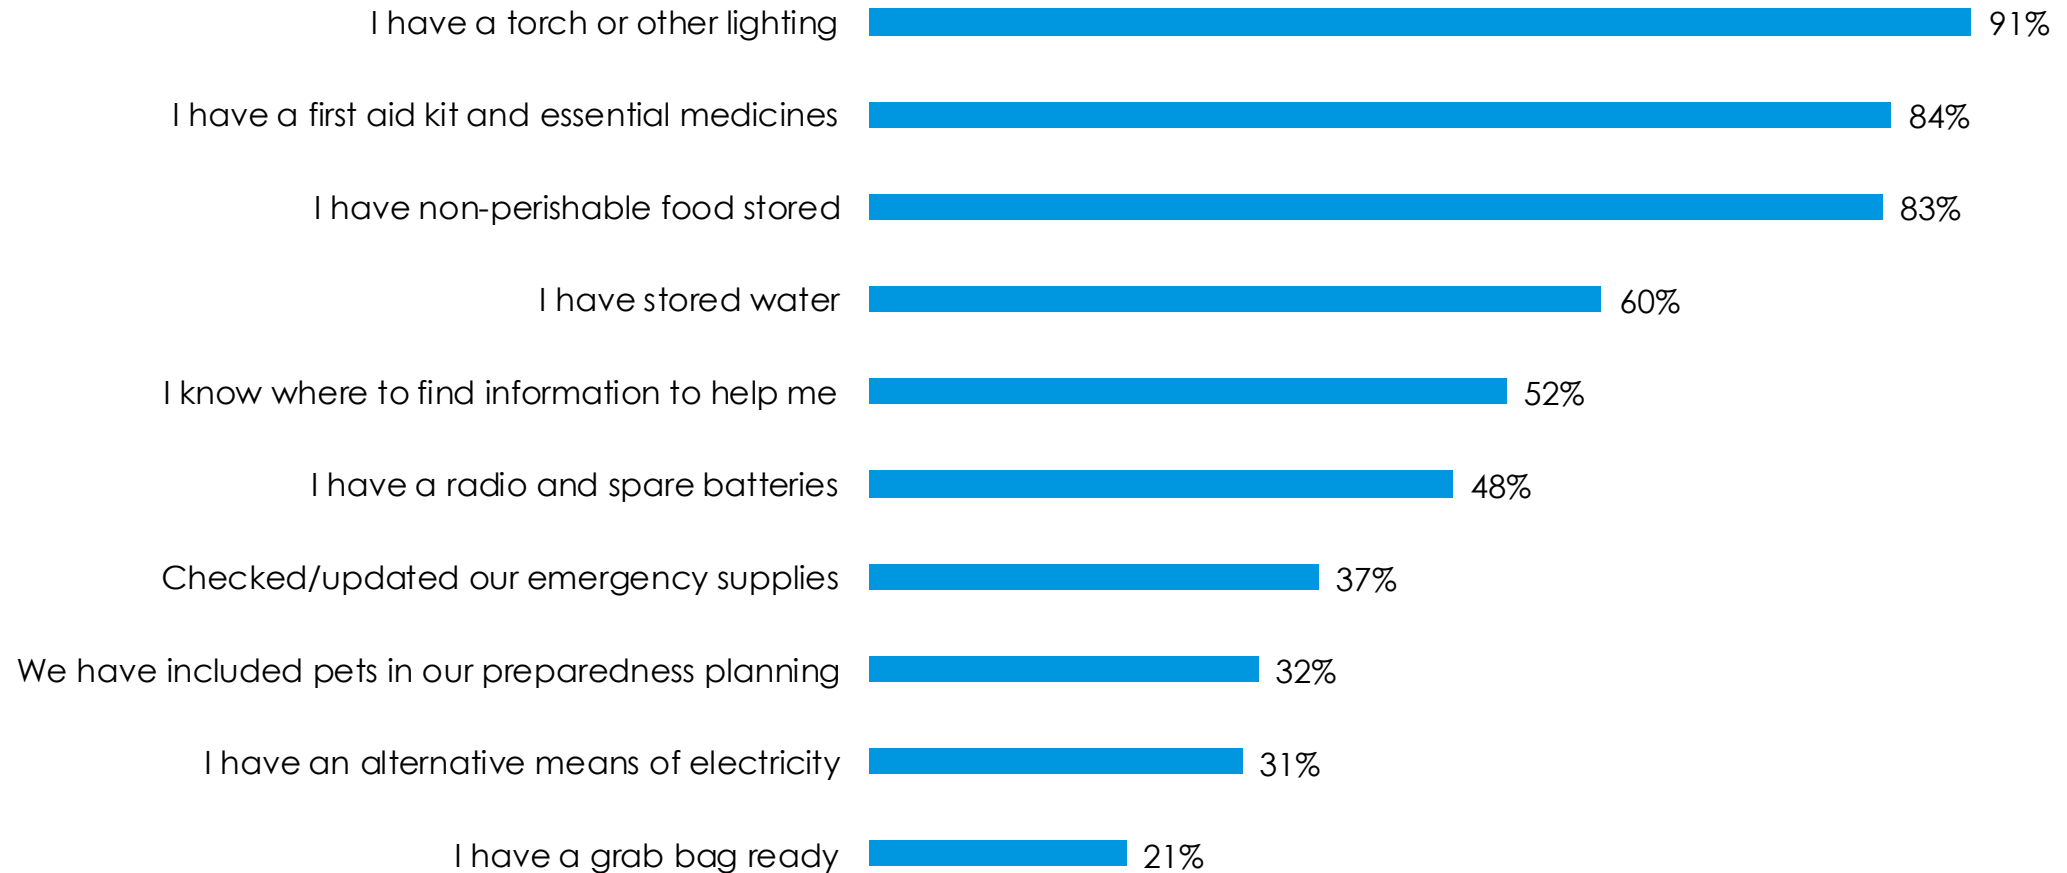 I have a torch or other lighting 91%
I have a first aid kit and essential medicines 84%
I have non-perishable food stored 83%
I have stored water 60%
I know where to find information to help me 52%
I have a radio and spare batteries 48%
Checked/updated our emergency supplies 37%
We have included pets in our preparedness planning 32%
I have an alternative means of electricity 31%
I have a grab bag ready 21%